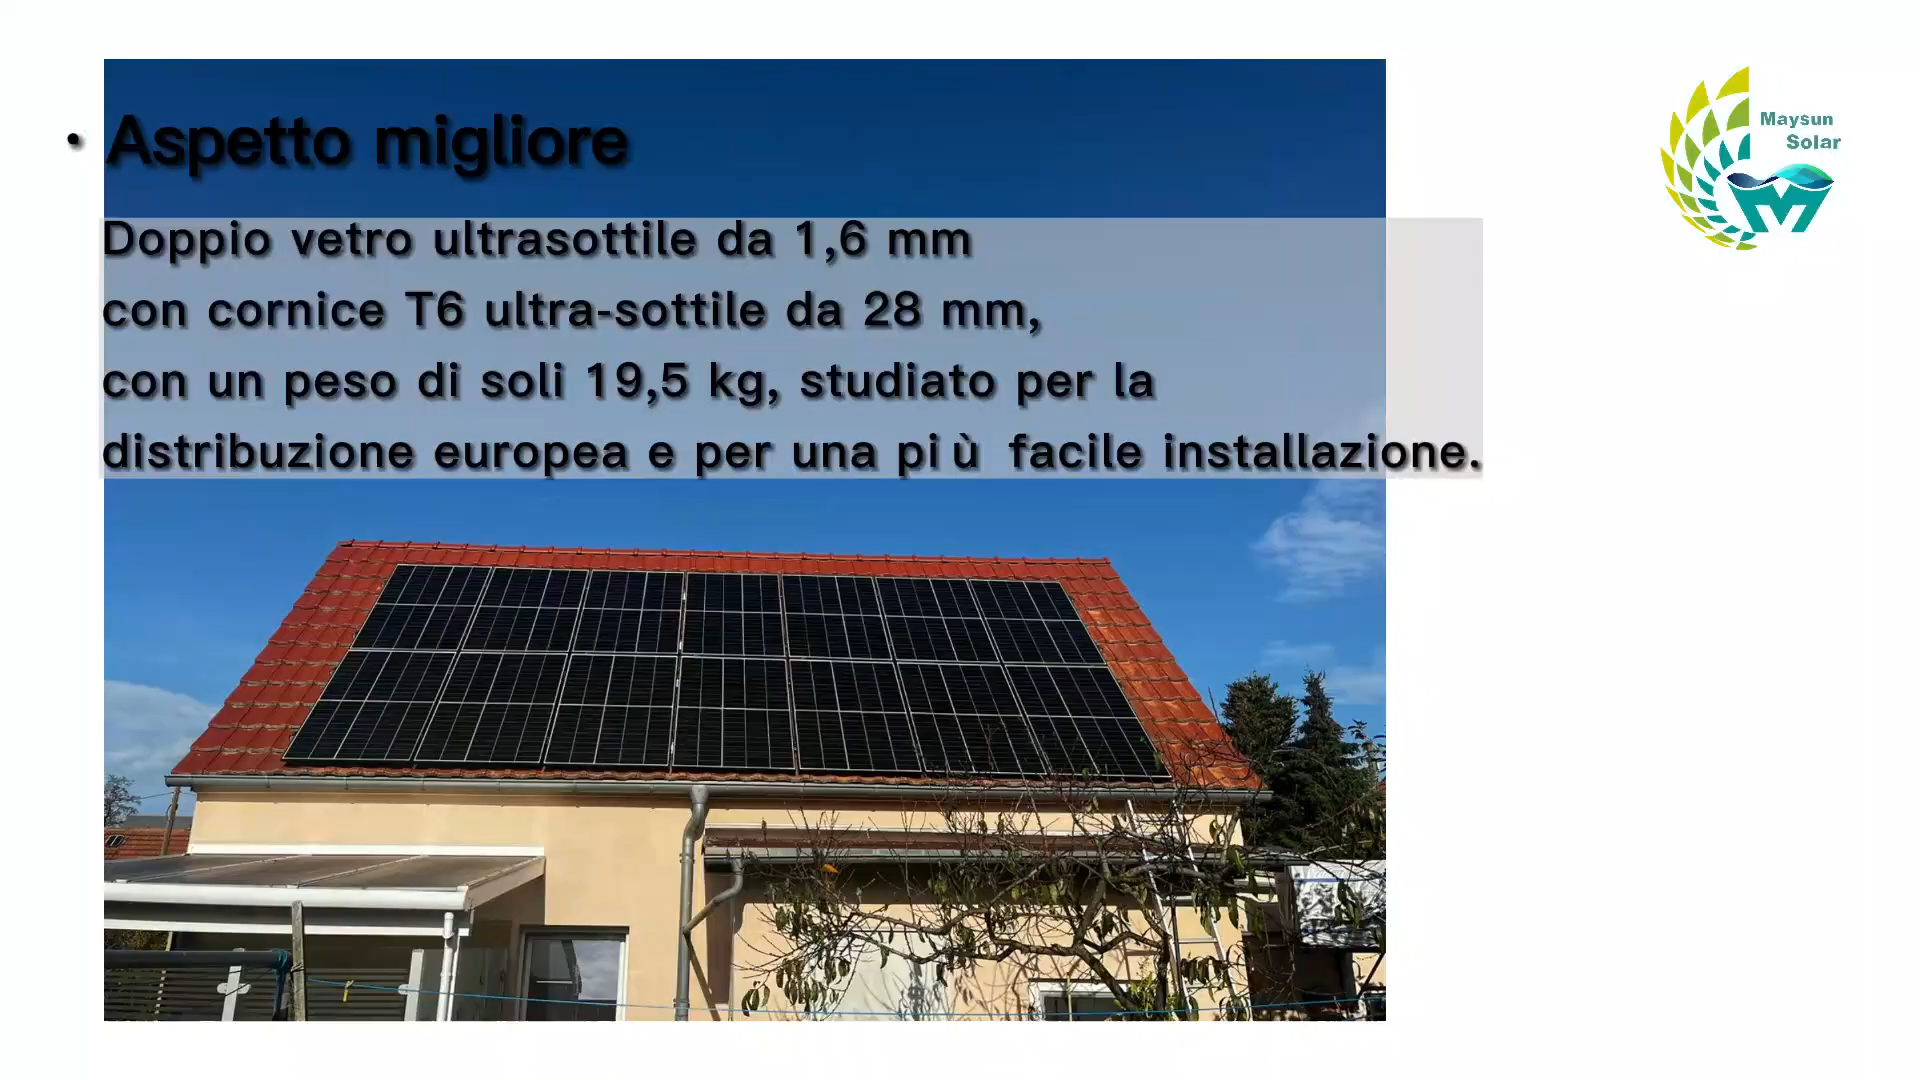 • Aspetto migliore
Doppio vetro ultrasottile da 1,6 mm
con cornice T6 ultra-sottile da 28 mm,
con un peso di soli 19,5 kg, studiato per la
distribuzione europea e per una più facile installazione.
Maysun
Solar